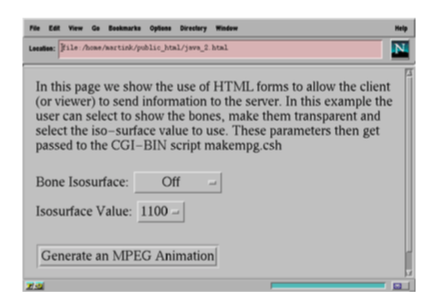 File Edit View Go Bookmarks Options Directory Window Help
Location: file:/home/martink/public_html/java_2.html
N
In this page we show the use of HTML forms to allow the client
(or viewer) to send information to the server. In this example the
user can select to show the bones, make them transparent and
select the iso-surface value to use. These parameters then get
passed to the CGI-BIN script makempg.csh
Bone Isosurface: Off
Isosurface Value: 1100
Generate an MPEG Animation